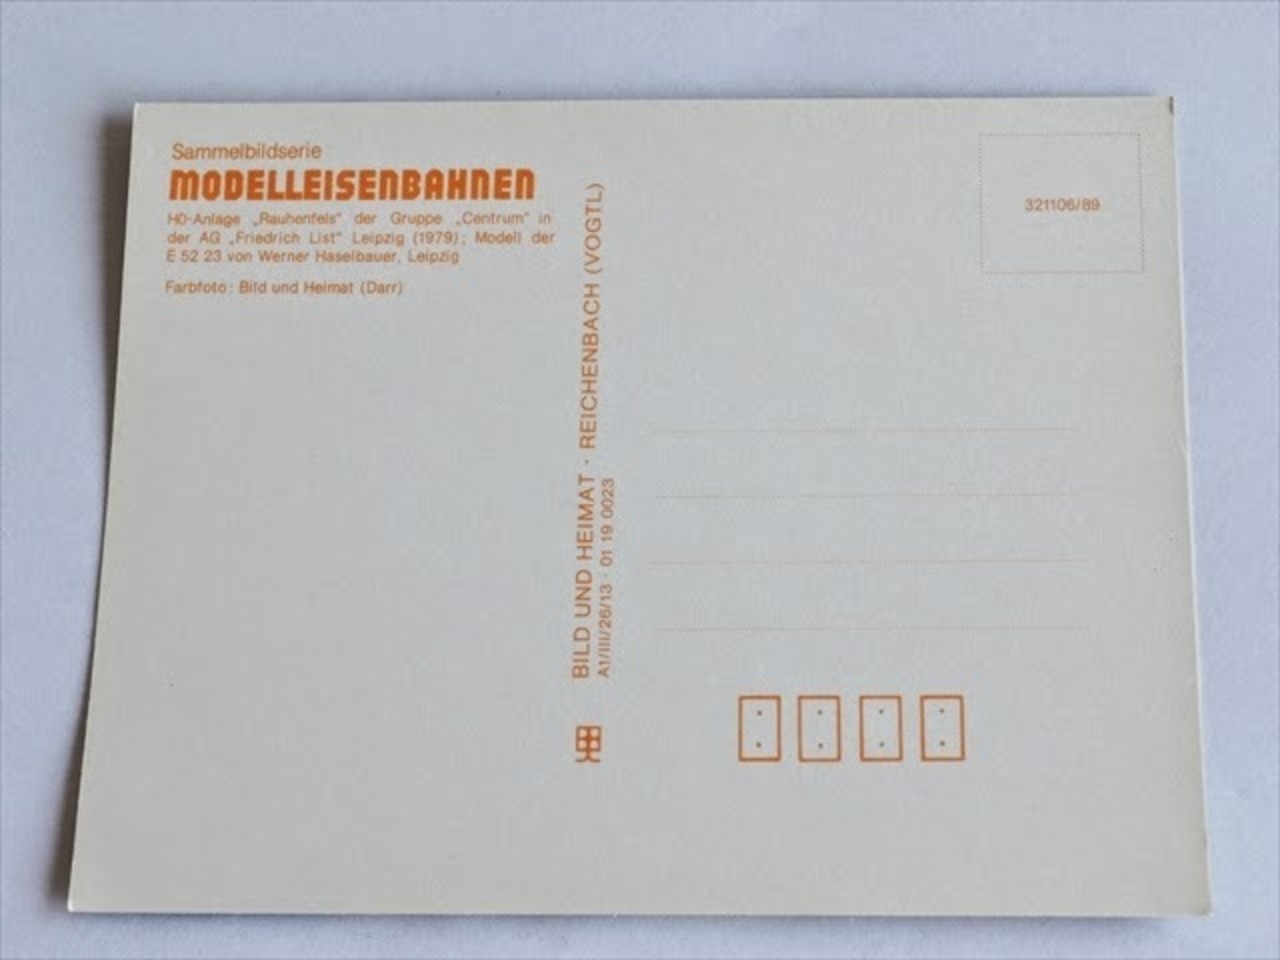 Sammelbildserie
MODELLEISENBAHNEN
H0-Anlage „Rauhenfels“ der Gruppe „Centrum“ in
der AG „Friedrich List“ Leipzig (1979); Modell der
E 52 23 von Werner Haselbauer, Leipzig
Farbfoto: Bild und Heimat (Darr)
BILD UND HEIMAT · REICHENBACH (VOGTL)
A1/III/26/13 · 01 19 0023
321106/89